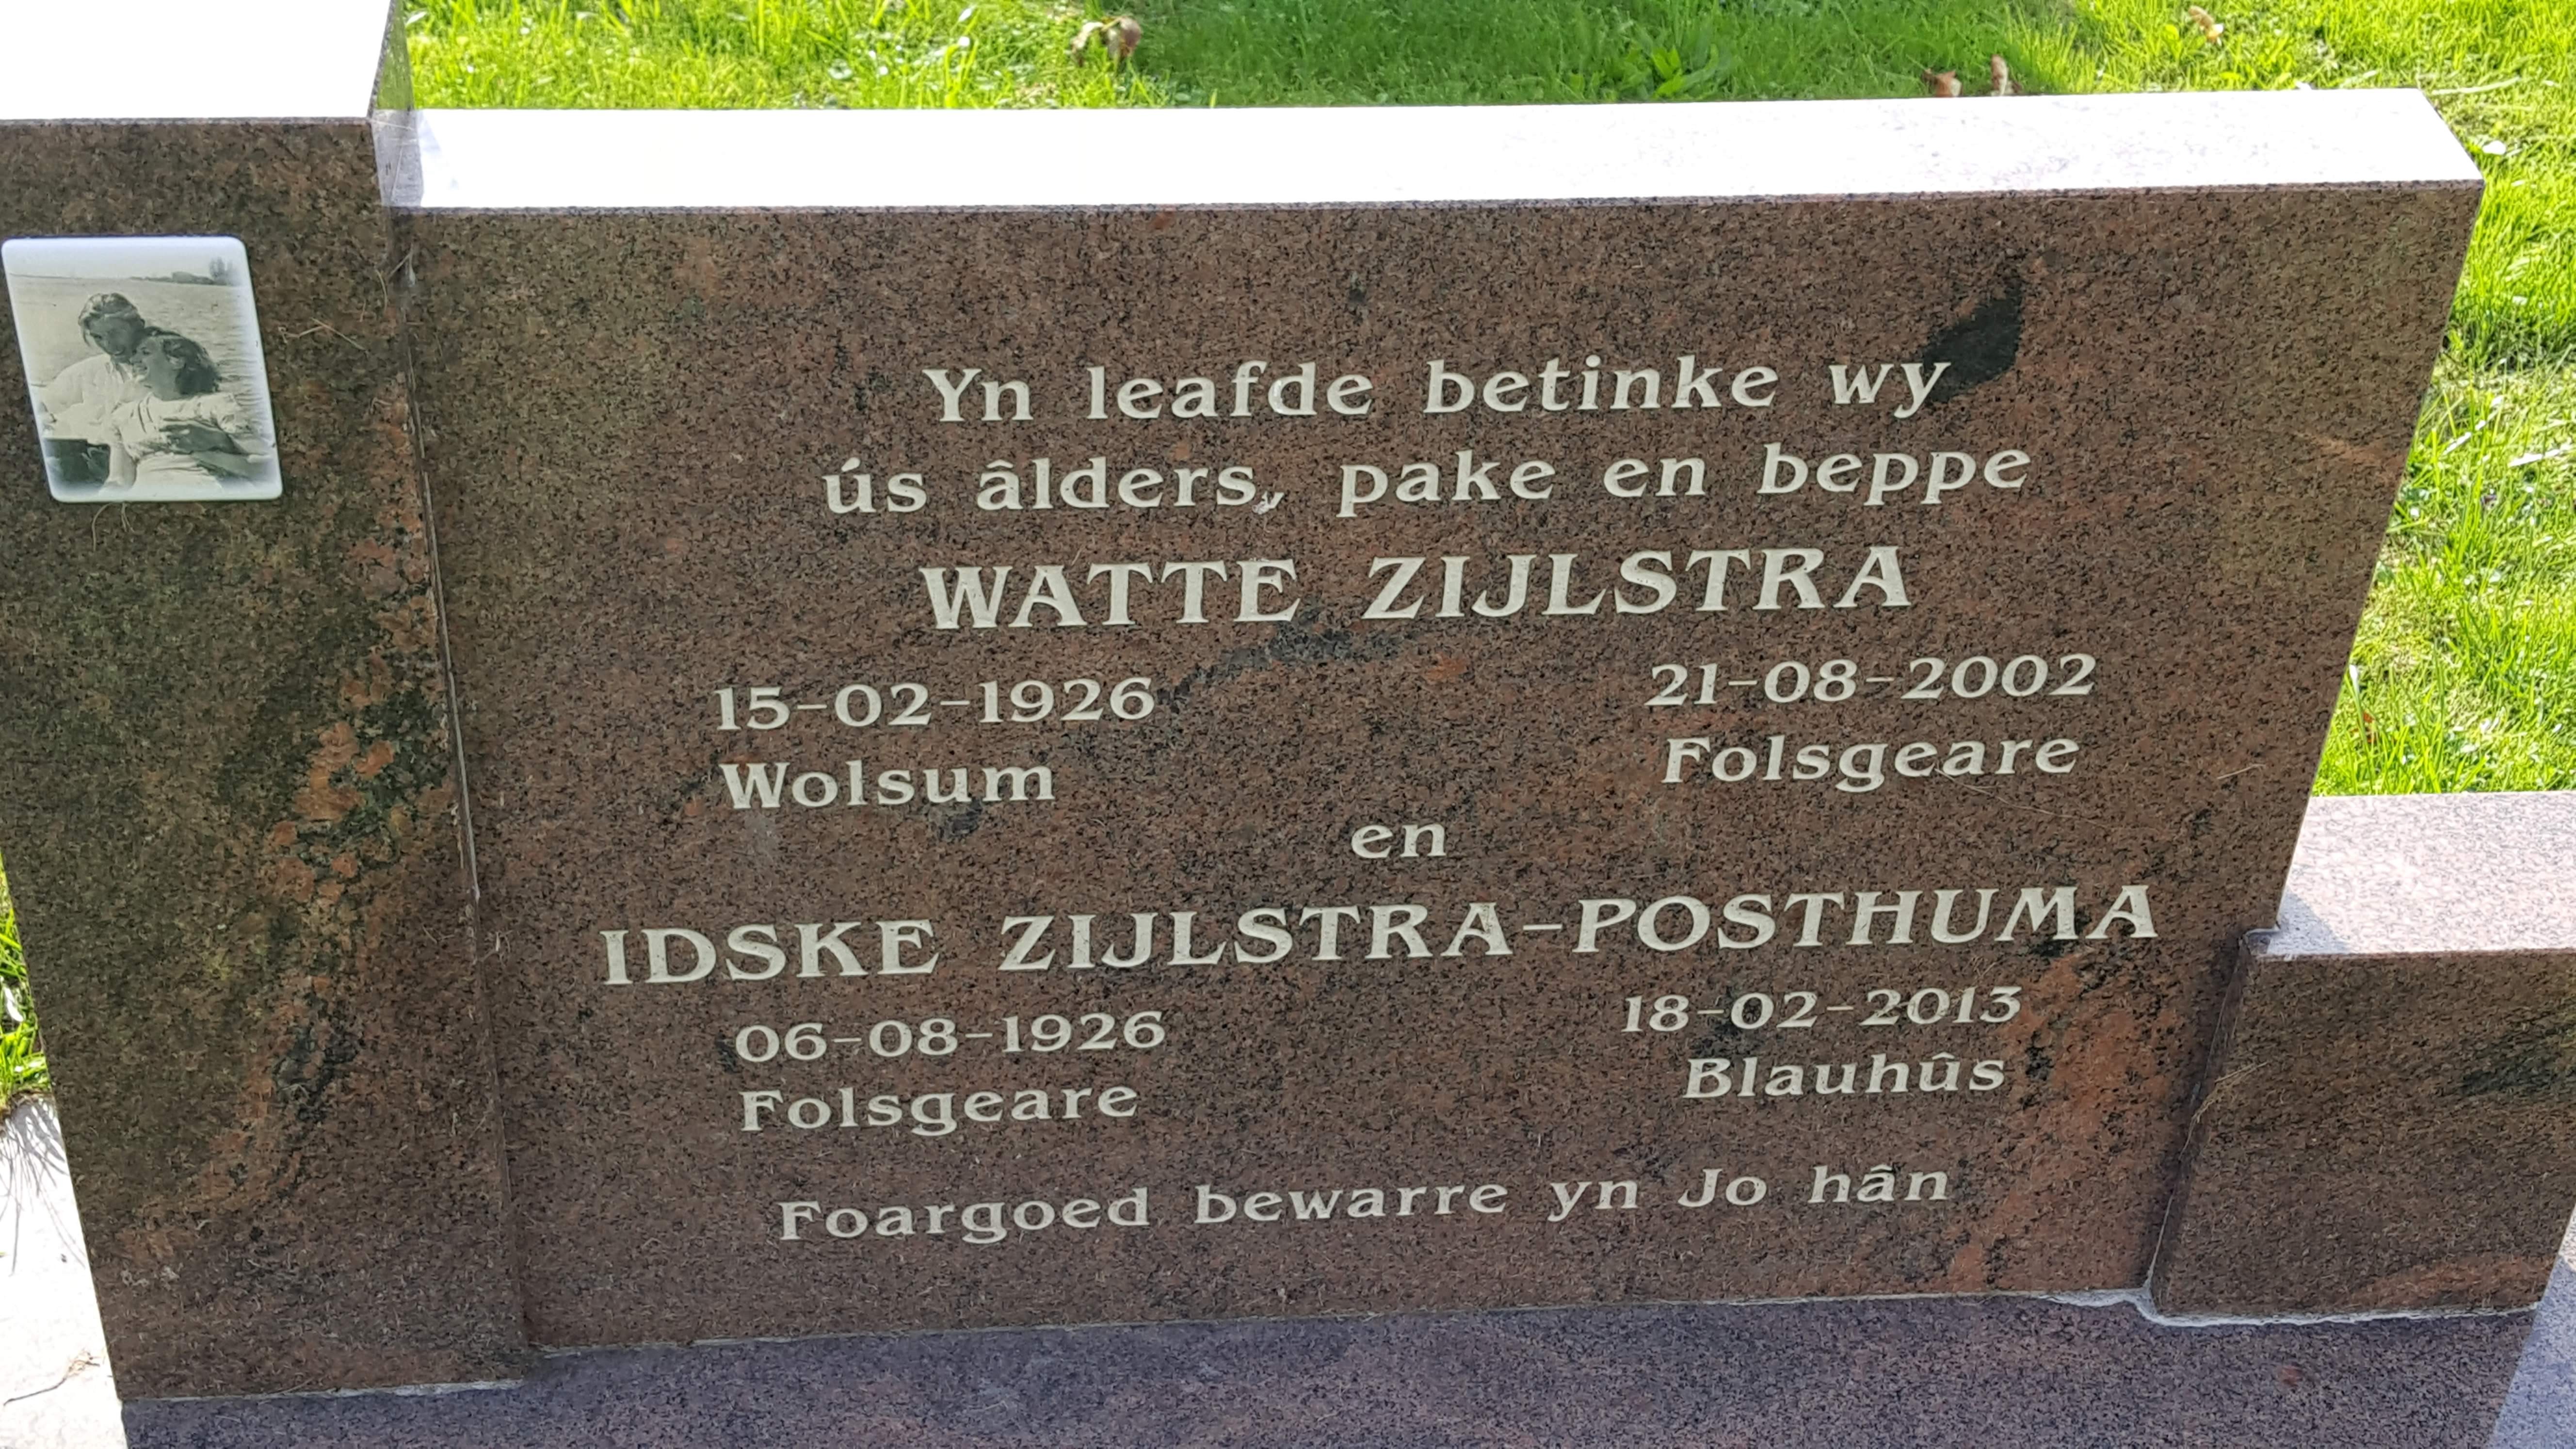 Yn leafde betinke wy
ús âlders, pake en beppe
WATTE ZIJLSTRA
15-02-1926 21-08-2002
Wolsum Folsgeare
en
IDSKE ZIJLSTRA-POSTHUMA
06-08-1926 18-02-2013
Folsgeare Blauhûs
Foargoed bewarre yn Jo hân